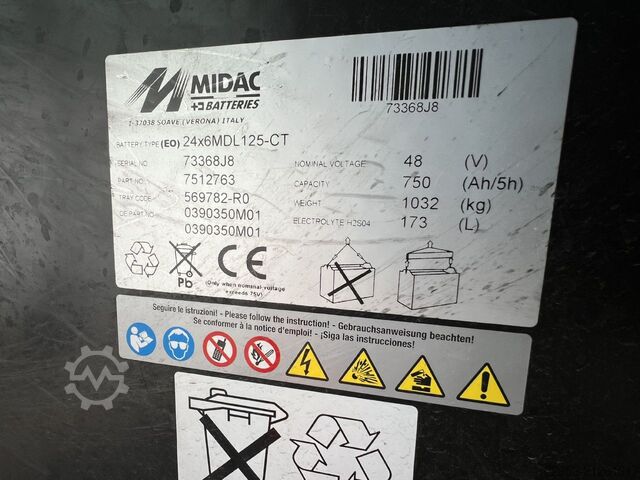 MIDAC
BATTERIES
I-37038 SOAVE (VERONA) ITALY
73368J8
BATTERY TYPE (EO) 24x6MDL125-CT
SERIAL NO. 73368J8 NOMINAL VOLTAGE 48 (V)
PART NO. 7512763 CAPACITY 750 (Ah/5h)
TRAY CODE 569782-R0 WEIGHT 1032 (kg)
DE PART NO. 0390350M01 ELECTROLYTE H2S04 173 (L)
0390350M01
Pb
(Only when nominal voltage
exceeds 75V)
Seguire le istruzioni! - Please follow the instruction! - Gebrauchsanweisung beachten!
Se conformer à la notice d'emploi! - ¡Siga las instrucciones!